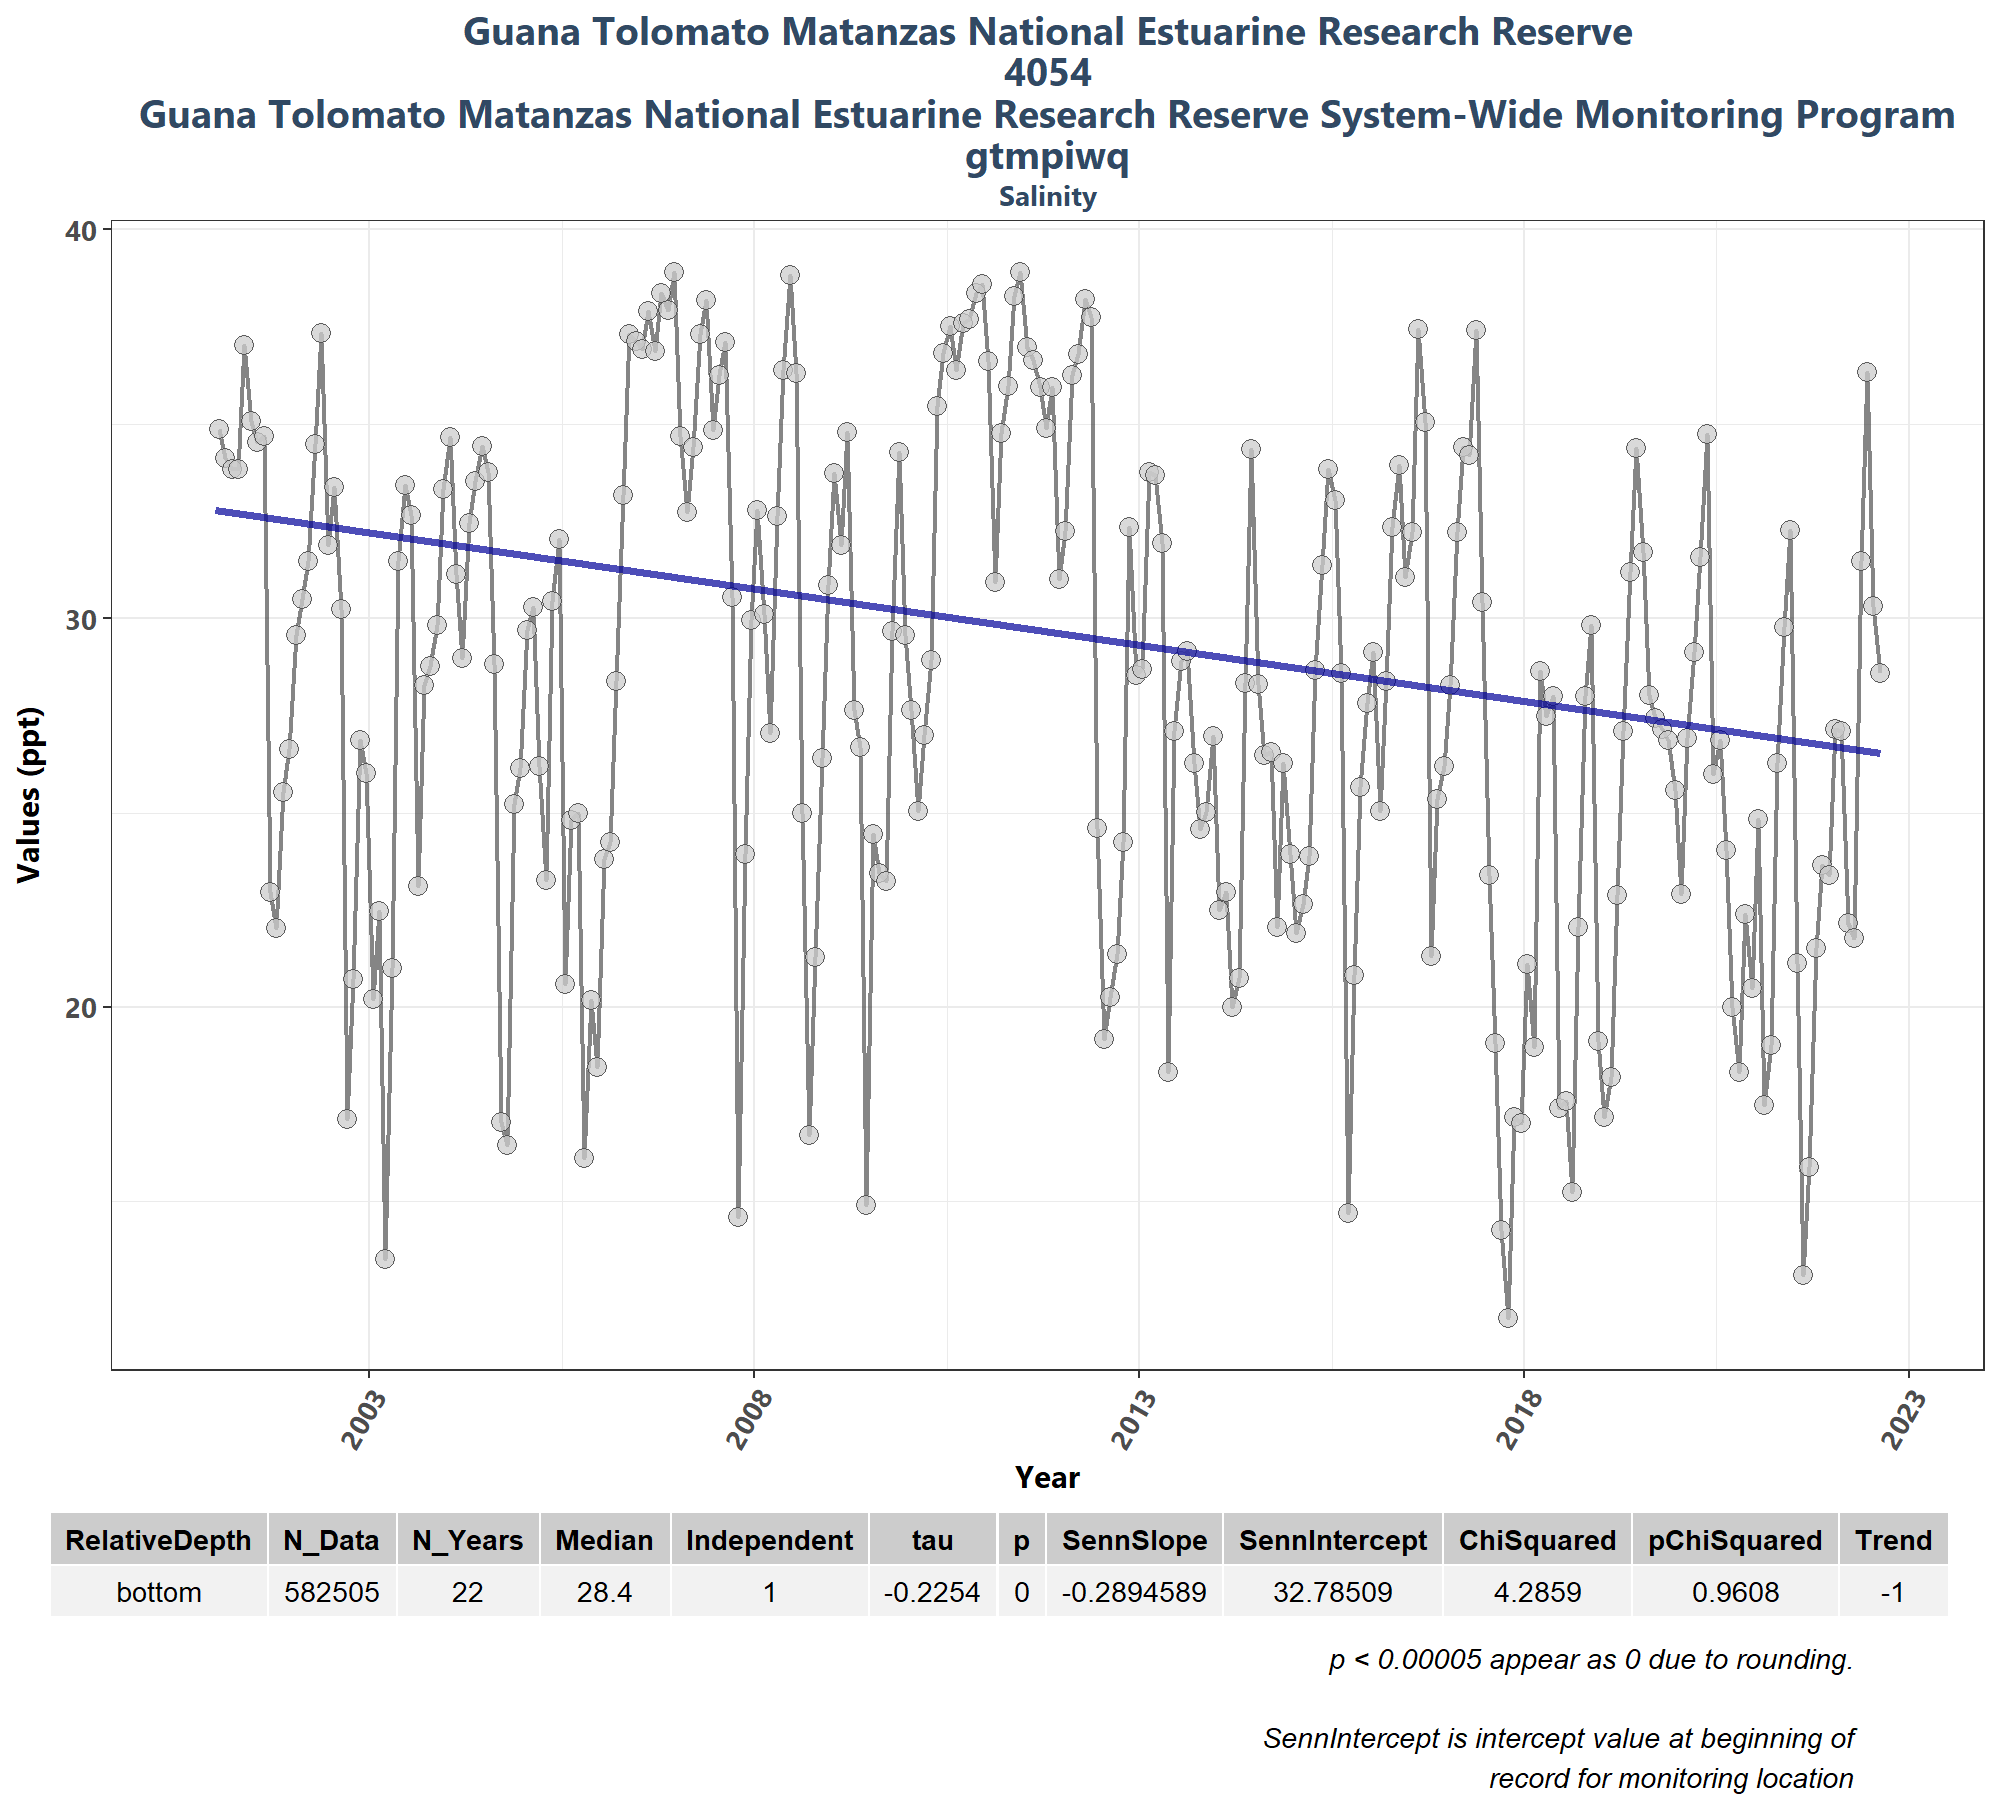 Guana Tolomato Matanzas National Estuarine Research Reserve
4054
Guana Tolomato Matanzas National Estuarine Research Reserve System-Wide Monitoring Program
gtmpiwq
Salinity
40
30
20
Values (ppt)
2003 2008 2013 2018 2023
Year
RelativeDepth N_Data N_Years Median Independent tau p SennSlope SennIntercept ChiSquared pChiSquared Trend
bottom 582505 22 28.4 1 -0.2254 0 -0.2894589 32.78509 4.2859 0.9608 -1
p < 0.00005 appear as 0 due to rounding.
SennIntercept is intercept value at beginning of
record for monitoring location